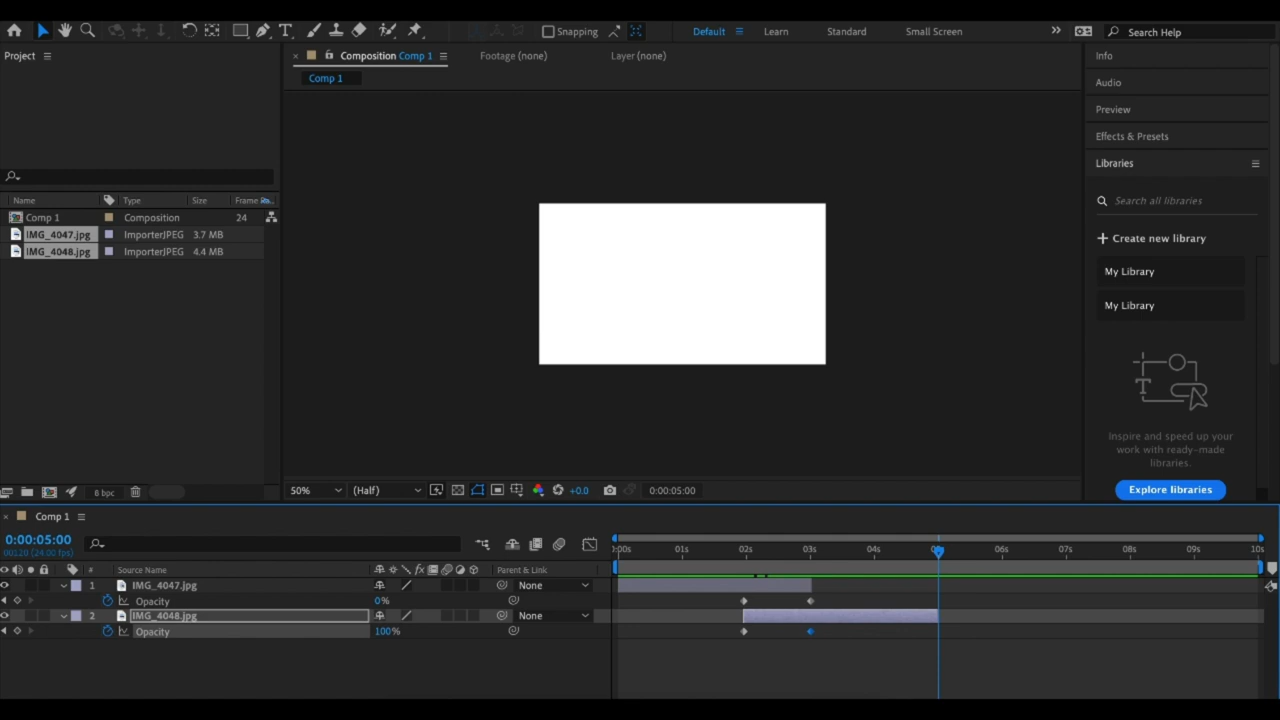 Snapping
Default
Learn
Standard
Small Screen
Search Help
Project
Composition Comp 1
Footage (none)
Layer (none)
Info
Comp 1
Audio
Preview
Effects & Presets
Libraries
Name
Type
Size
Frame
Search all libraries
Comp 1
Composition
24
IMG_4047.jpg
ImporterJPEG
3.7 MB
Create new library
IMG_4048.jpg
ImporterJPEG
4.4 MB
My Library
My Library
Inspire and speed up your
work with ready-made
libraries.
Explore libraries
8 bpc
50%
(Half)
+0.0
0:00:05:00
Comp 1
0:00:05:00
00120 (24.00 fps)
:00s
01s
02s
03s
04s
06s
07s
08s
09s
10s
#
Source Name
fx
Parent & Link
1
IMG_4047.jpg
None
Opacity
0%
2
IMG_4048.jpg
None
Opacity
100%